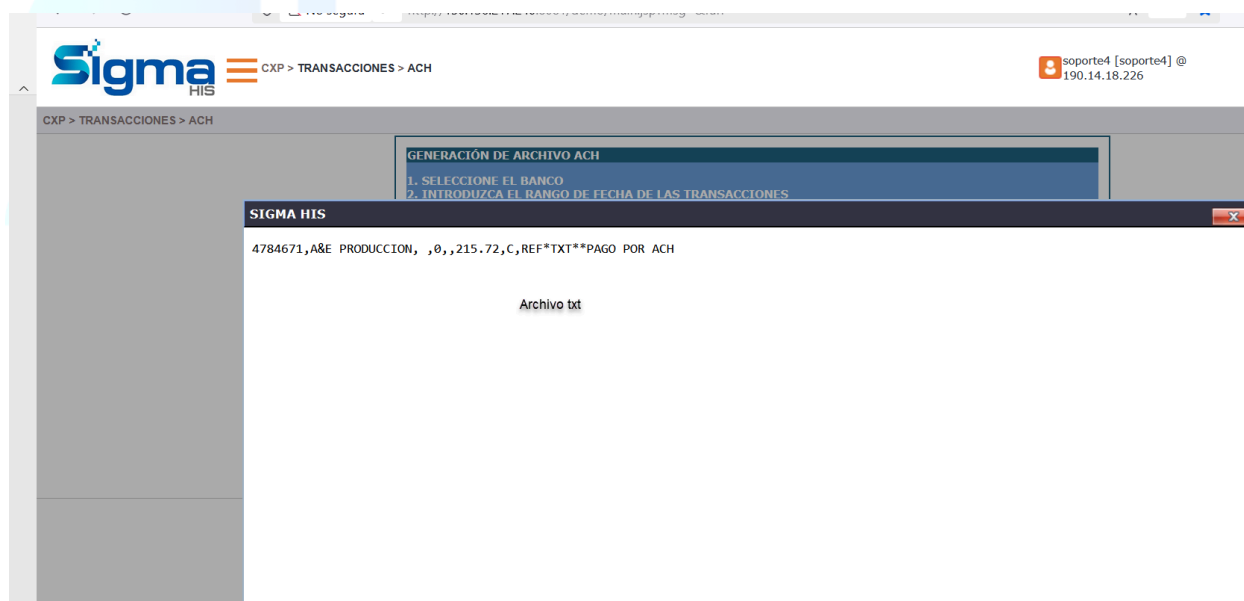 Sigma
HIS
CXP > TRANSACCIONES > ACH
soporte4 [soporte4] @
190.14.18.226
CXP > TRANSACCIONES > ACH
GENERACIÓN DE ARCHIVO ACH
1. SELECCIONE EL BANCO
2. INTRODUZCA EL RANGO DE FECHA DE LAS TRANSACCIONES
SIGMA HIS
4784671,A&E PRODUCCION, ,0,,215.72,C,REF*TXT**PAGO POR ACH
Archivo txt